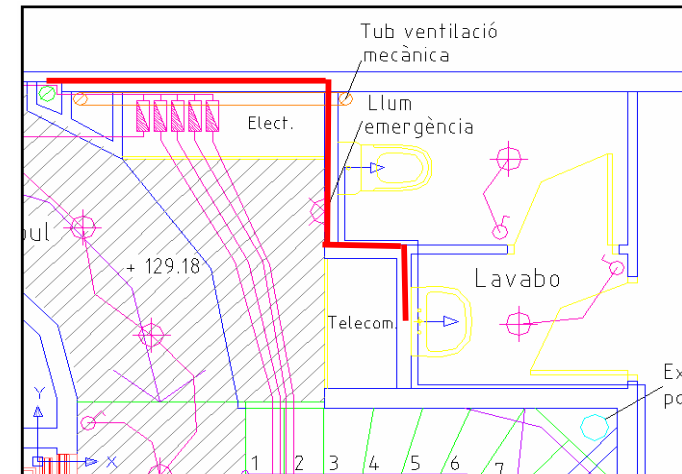 Tub ventilació
mecànica
Llum
emergència
Elect.
+ 129.18
Lavabo
Telecom.
Y
X
1 2 3 4 5 6 7